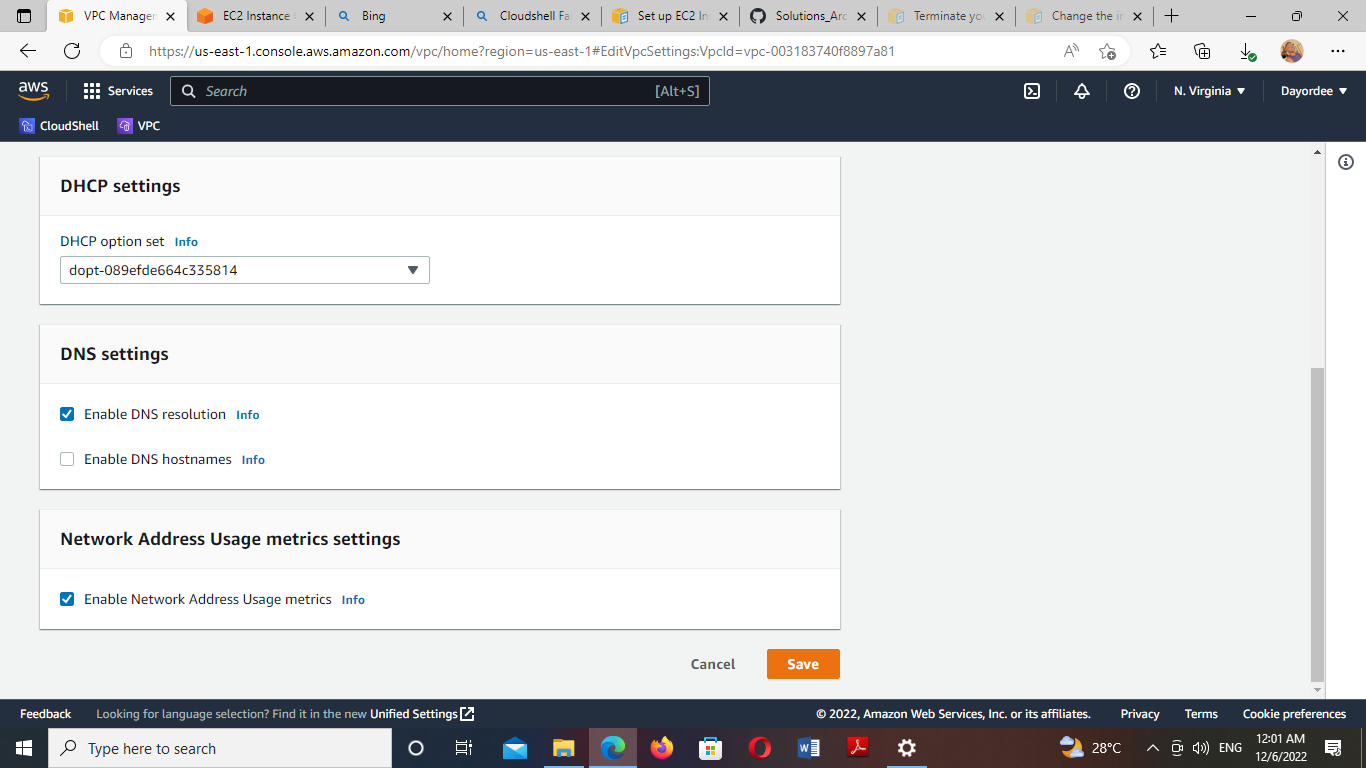 VPC Manager
EC2 Instance
Bing
Cloudshell Fa
Set up EC2 In
Solutions_Arc
Terminate you
Change the in
https://us-east-1.console.aws.amazon.com/vpc/home?region=us-east-1#EditVpcSettings:VpcId=vpc-003183740f8897a81
aws
Services
Search
[Alt+S]
N. Virginia
Dayordee
CloudShell
VPC
DHCP settings
DHCP option set Info
dopt-089efde664c335814
DNS settings
Enable DNS resolution Info
Enable DNS hostnames Info
Network Address Usage metrics settings
Enable Network Address Usage metrics Info
Cancel
Save
Feedback
Looking for language selection? Find it in the new Unified Settings
© 2022, Amazon Web Services, Inc. or its affiliates.
Privacy
Terms
Cookie preferences
Type here to search
28°C
ENG
12:01 AM
12/6/2022